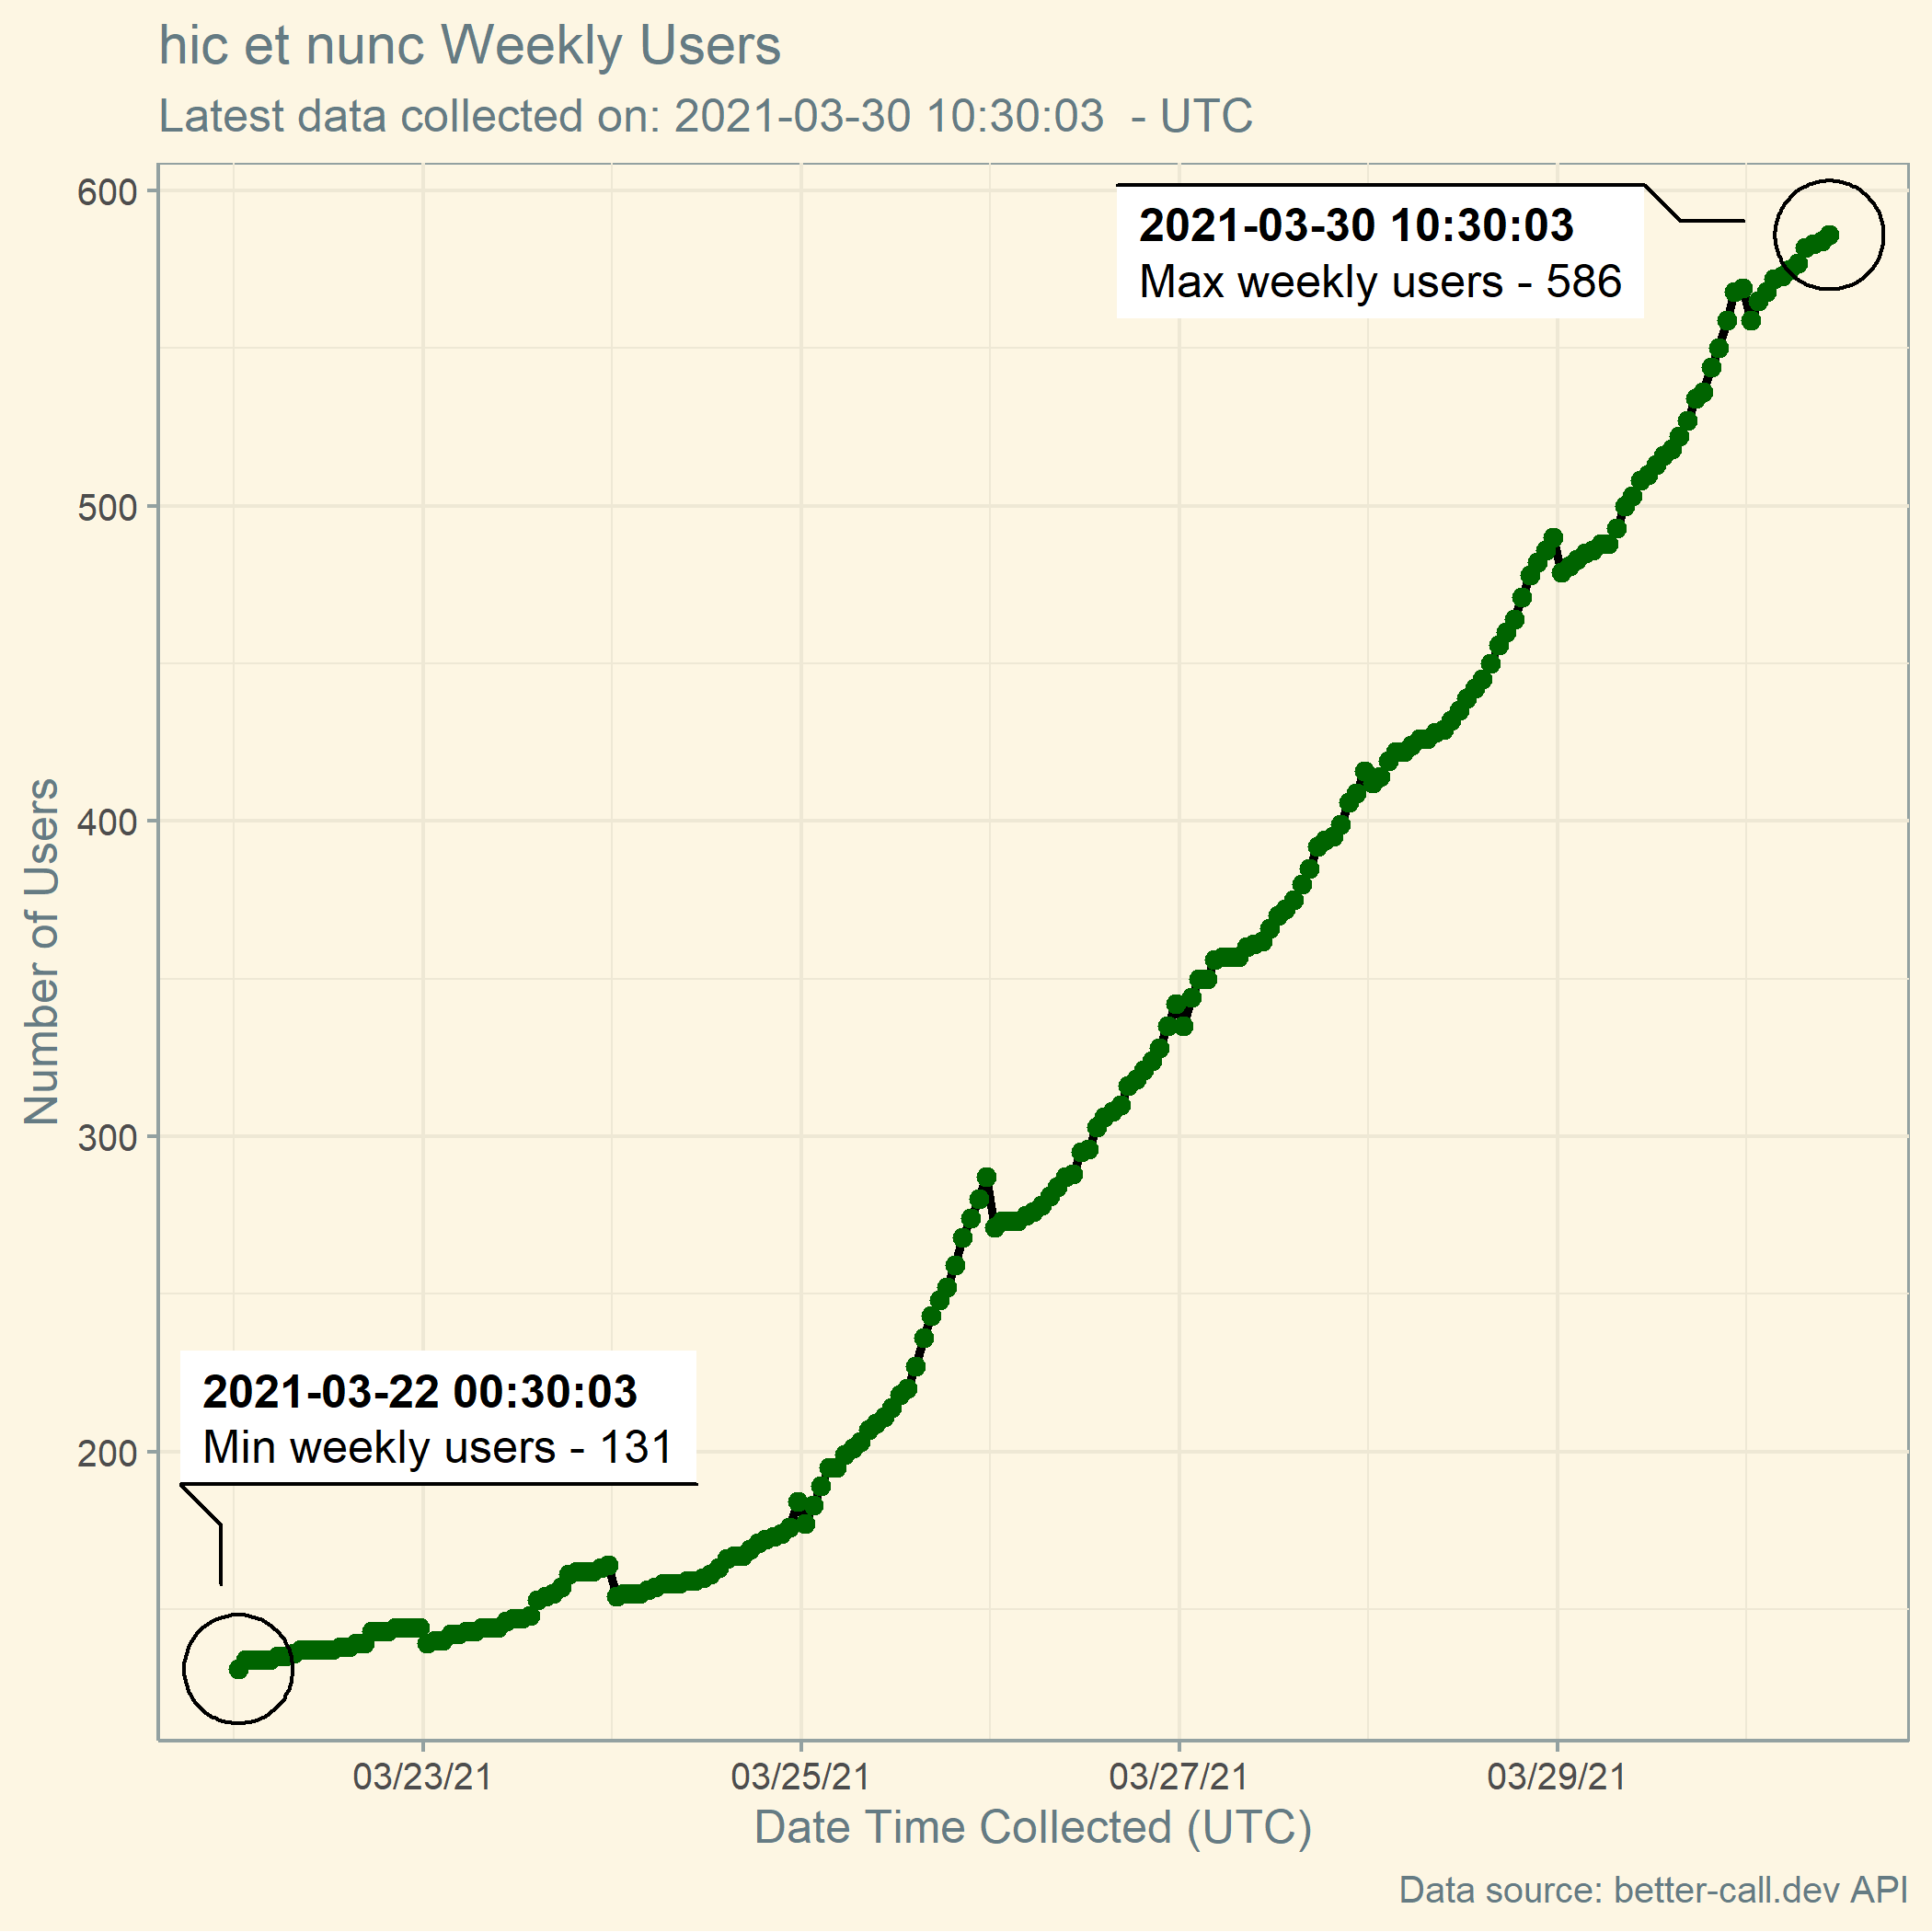 hic et nunc Weekly Users
Latest data collected on: 2021-03-30 10:30:03  - UTC
600
500
400
300
200
Number of Users
2021-03-30 10:30:03
Max weekly users - 586
2021-03-22 00:30:03
Min weekly users - 131
03/23/21
03/25/21
03/27/21
03/29/21
Date Time Collected (UTC)
Data source: better-call.dev API